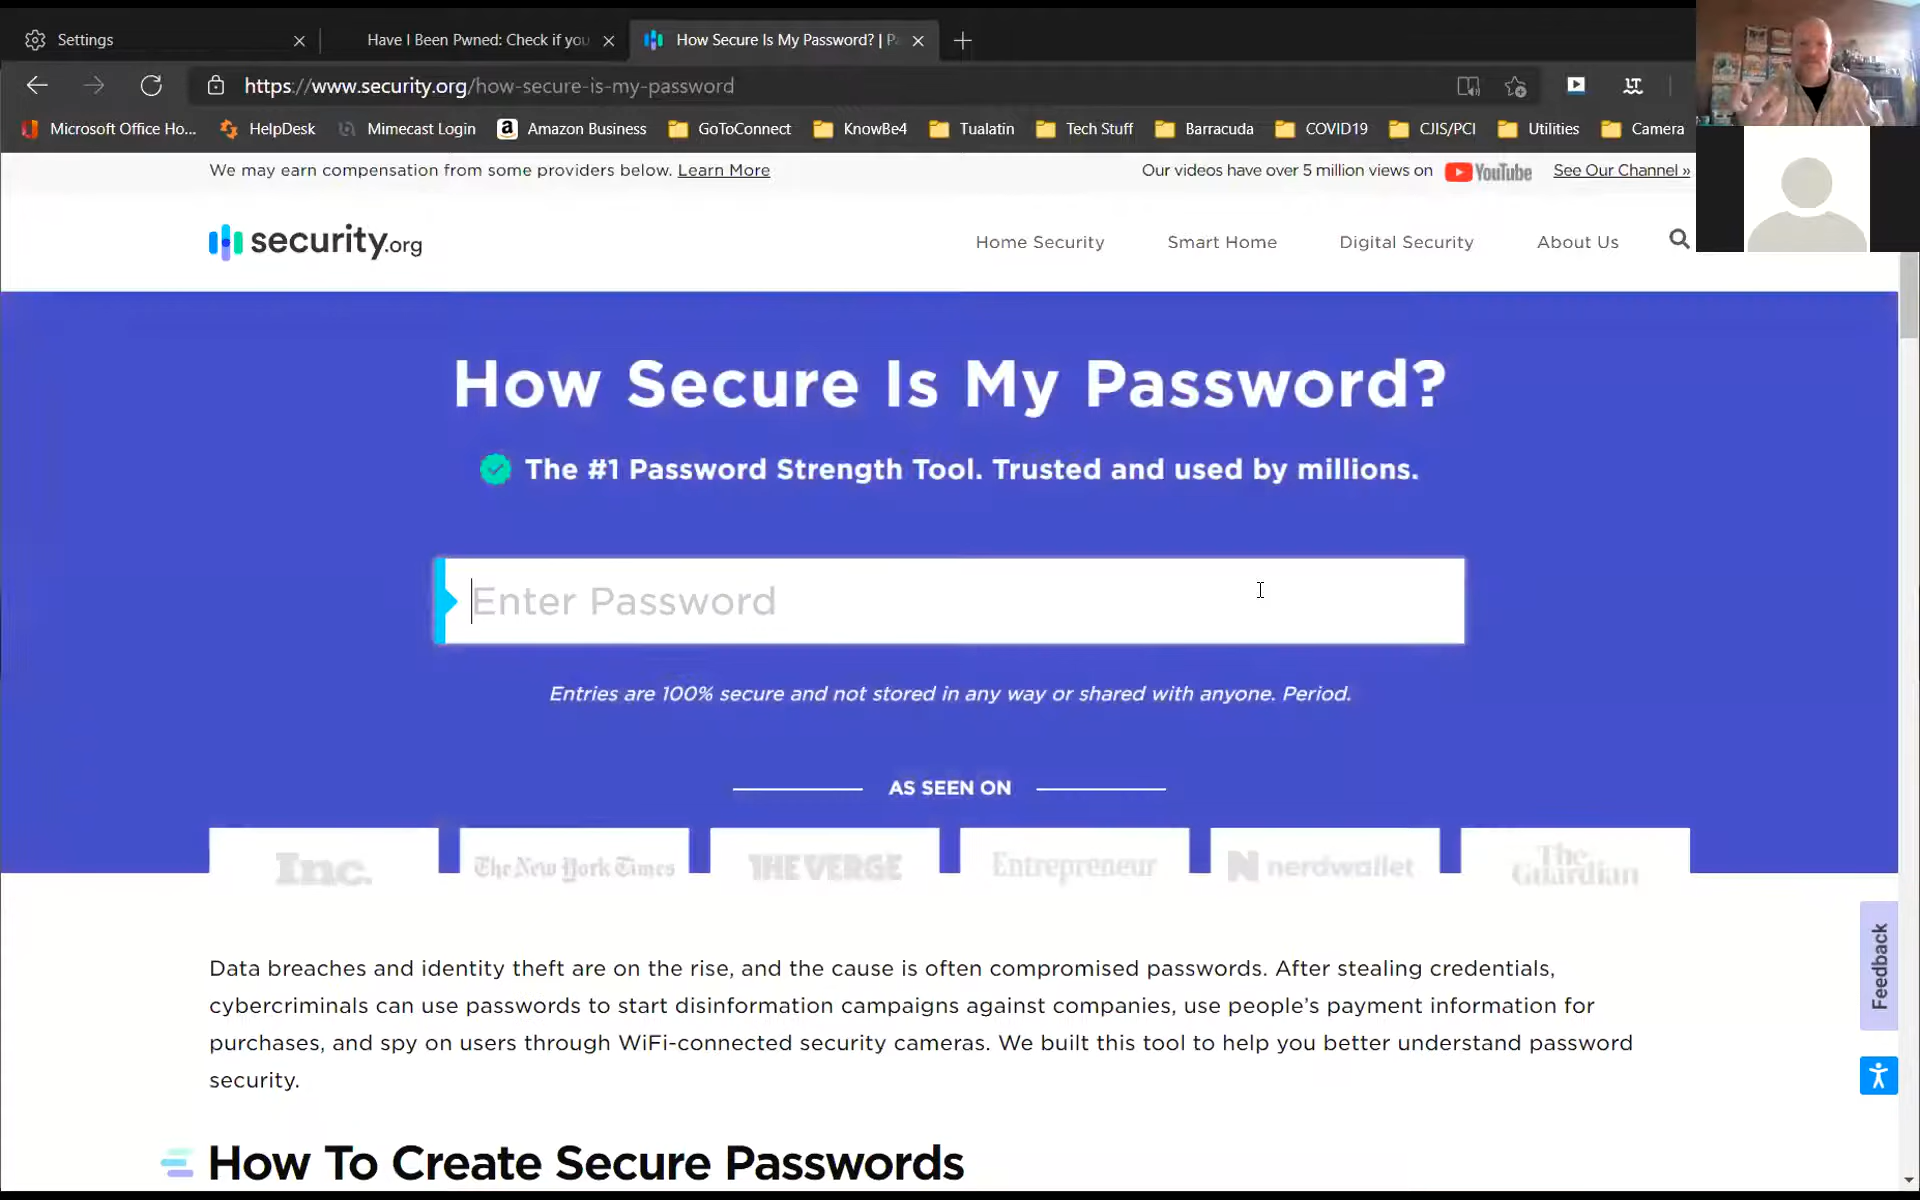 Settings
Have I Been Pwned: Check if you
How Secure Is My Password? | Pa
https://www.security.org/how-secure-is-my-password
Microsoft Office Ho... HelpDesk Mimecast Login Amazon Business GoToConnect KnowBe4 Tualatin Tech Stuff Barracuda COVID19 CJIS/PCI Utilities Camera
We may earn compensation from some providers below. Learn More
Our videos have over 5 million views on YouTube See Our Channel »
security.org
Home Security Smart Home Digital Security About Us
How Secure Is My Password?
The #1 Password Strength Tool. Trusted and used by millions.
Enter Password
Entries are 100% secure and not stored in any way or shared with anyone. Period.
AS SEEN ON
Inc. The New York Times THE VERGE Entrepreneur nerdwallet The Guardian
Data breaches and identity theft are on the rise, and the cause is often compromised passwords. After stealing credentials,
cybercriminals can use passwords to start disinformation campaigns against companies, use people’s payment information for
purchases, and spy on users through WiFi-connected security cameras. We built this tool to help you better understand password
security.
Feedback
How To Create Secure Passwords